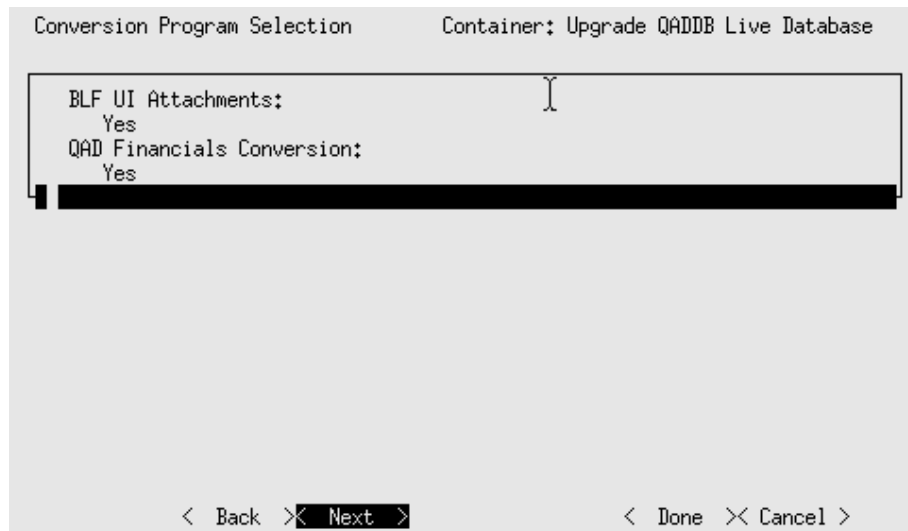 Conversion Program Selection Container: Upgrade QADDB Live Database
BLF UI Attachments:
Yes
QAD Financials Conversion:
Yes
< Back >< Next > < Done >< Cancel >